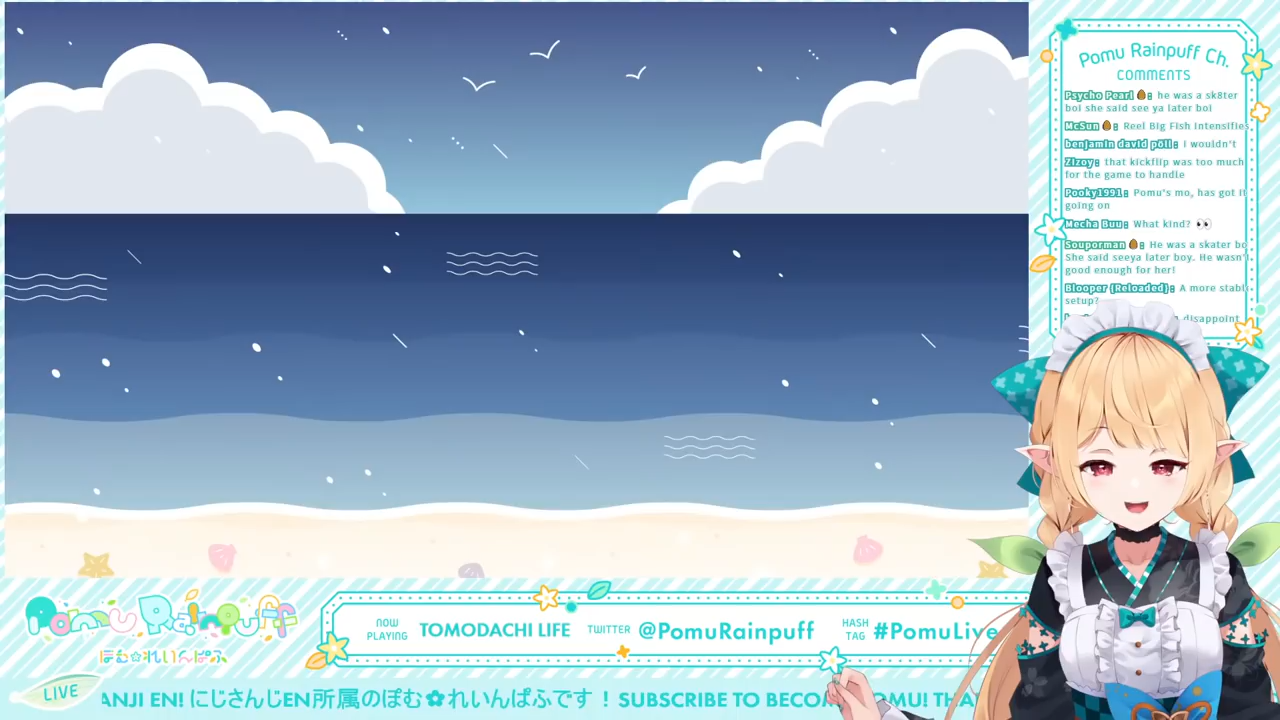 Pomu Rainpuff Ch.
COMMENTS
Psycho Pearl : he was a sk8ter
boi she said see ya later boi
McSun : Reel Big Fish Intensifies
benjamin david pöll : I wouldn't
Zizoy : that kickflip was too much
for the game to handle
Pooky1991 : Pomu's mo, has got it
going on
Mecha Buu : What kind? 👀
Souporman : He was a skater bo
She said seeya later boy. He wasn't
good enough for her!
Blooper [Reloaded] : A more stabl
setup?
disappoint
Pomu Rainpuff
ぽむ☆れいんぱふ
NOW
PLAYING
TOMODACHI LIFE
TWITTER
@PomuRainpuff
HASH
TAG
#PomuLive
LIVE
ANJI EN! にじさんじEN所属のぽむ✿れいんぱふです！SUBSCRIBE TO BECOM OMU! THA